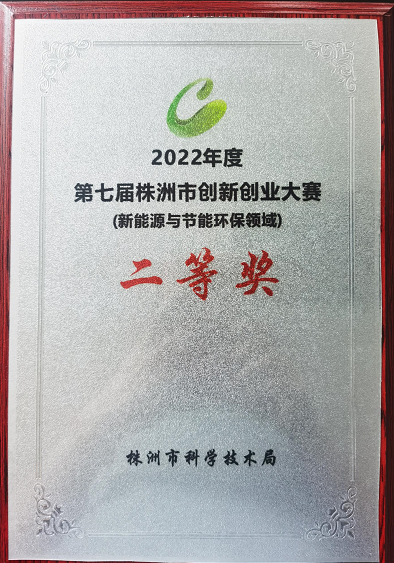 2022年度
第七届株洲市创新创业大赛
(新能源与节能环保领域)
二等奖
株洲市科学技术局